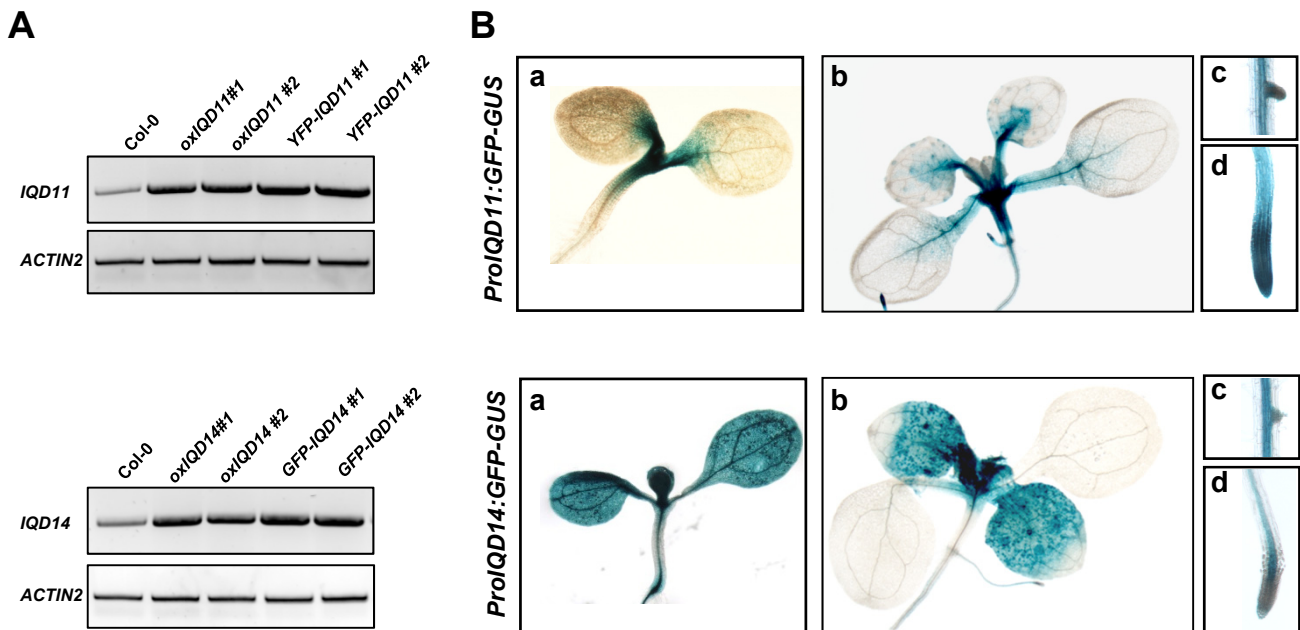 A
Col-0
oxIQD11#1
oxIQD11 #2
YFP-IQD11 #1
YFP-IQD11 #2
IQD11
ACTIN2
Col-0
oxIQD14#1
oxIQD14 #2
GFP-IQD14 #1
GFP-IQD14 #2
IQD14
ACTIN2
B
ProIQD11:GFP-GUS
a
b
c
d
ProIQD14:GFP-GUS
a
b
c
d